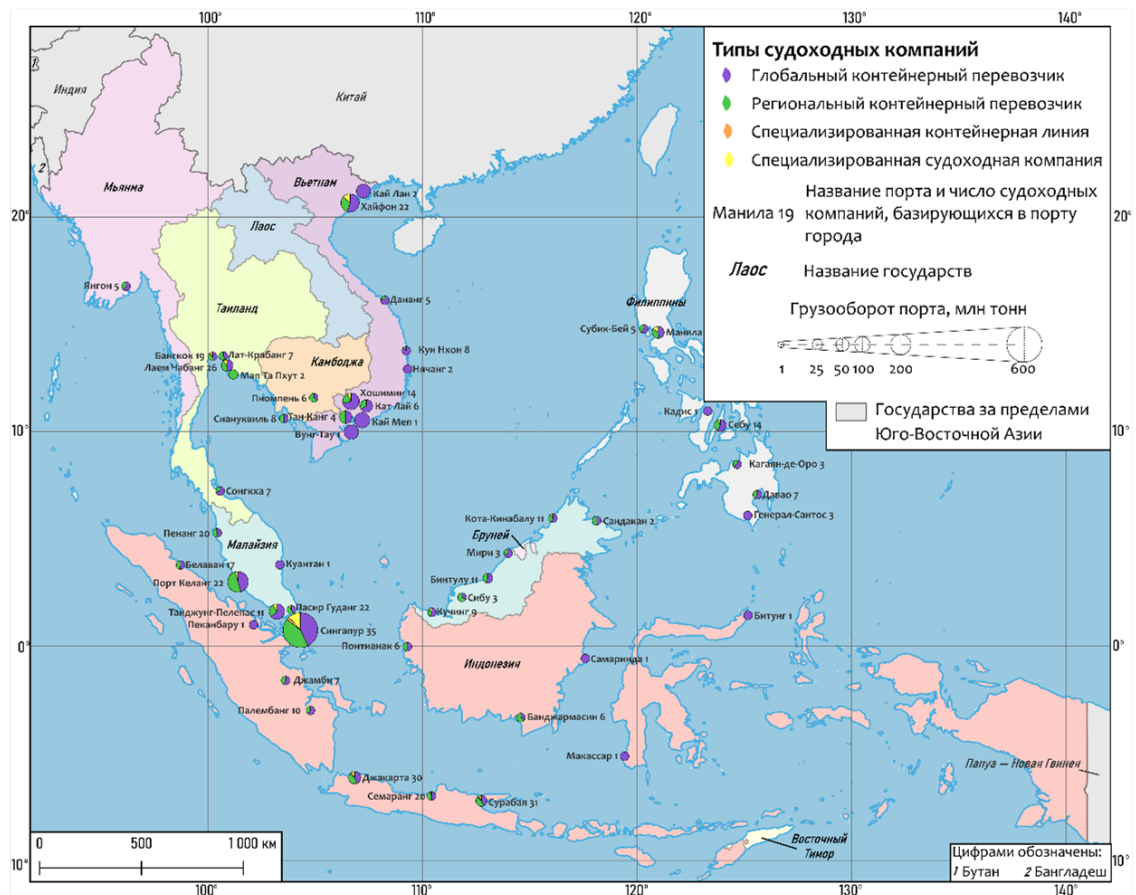 100°
110°
120°
130°
140°
Типы судоходных компаний
Глобальный контейнерный перевозчик
Региональный контейнерный перевозчик
Специализированная контейнерная линия
Специализированная судоходная компания
Манила 19
Название порта и число судоходных
компаний, базирующихся в порту
города
Лаос
Название государств
Грузооборот порта, млн тонн
1
25
50
100
200
600
Государства за пределами
Юго-Восточной Азии
Индия
Китай
2
Мьянма
Вьетнам
Кай Лан 2
Хайфон 22
20°
20°
Лаос
Янгон 5
Таиланд
Дананг 5
Филиппины
Субик-Бей 5
Манила
Бангкок 19
Лат-Крабанг 7
Лаем Чабанг 26
Мап Та Пхут 2
Камбоджа
Куи Нхон 8
Нячанг 2
Пномпень 6
Хошимин 14
Сиануквиль 8
Тан-Канг 4
Кат Лай 6
Кай Меп 1
Вунг-Тау 1
Кадис 1
Себу 14
10°
10°
Кагаян-де-Оро 3
Давао 7
Генерал-Сантос 3
Сонгкха 7
Пенанг 20
Малайзия
Белаван 17
Куантан 1
Порт Келанг 22
Кота-Кинабалу 11
Сандакан 2
Бруней
Мири 3
Бинтулу 11
Сибу 3
Кучинг 9
Танджунг-Пелепас 11
Пасир Гуданг 22
Пеканбару 1
Сингапур 35
Битунг 1
0°
0°
Понтианак 6
Индонезия
Самаринда 1
Джамби 7
Палембанг 10
Банджармасин 6
Макассар 1
Папуа — Новая Гвинея
Джакарта 30
Семаранг 20
Сурабая 31
Восточный
Тимор
0
500
1 000 км
Цифрами обозначены:
1 Бутан
2 Бангладеш
10°
10°
100°
110°
120°
130°
140°